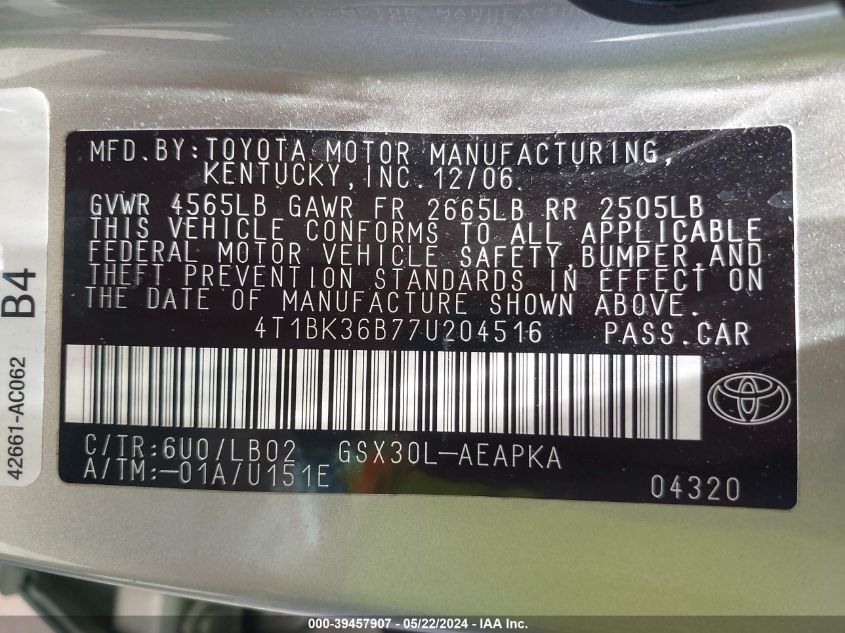 MFD.BY:TOYOTA MOTOR MANUFACTURING,
KENTUCKY,INC. 12/06.
GVWR 4565LB GAWR FR 2665LB RR 2505LB
THIS VEHICLE CONFORMS TO ALL APPLICABLE
FEDERAL MOTOR VEHICLE SAFETY,BUMPER,AND
THEFT PREVENTION STANDARDS IN EFFECT ON
THE DATE OF MANUFACTURE SHOWN ABOVE.
4T1BK36B77U204516 PASS.CAR
C/TR:6U0/LB02 GSX30L-AEAPKA
A/TM:-01A/U151E
04320
42661-AC062 B4
000-39457907 - 05/22/2024 - IAA Inc.